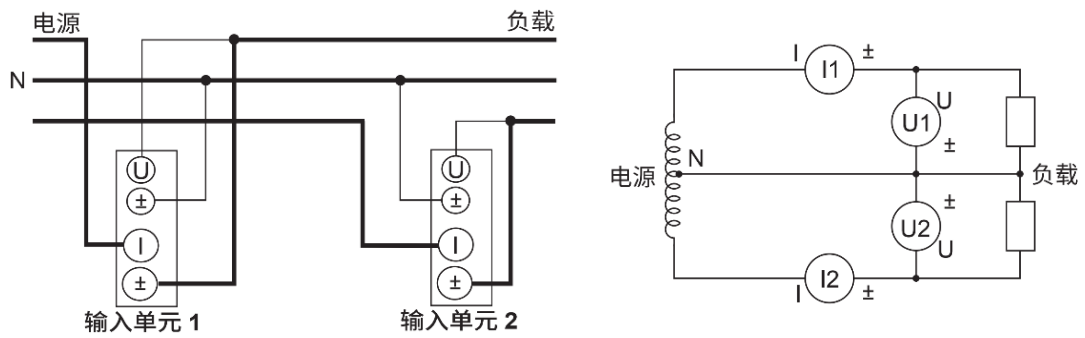 电源 负载
N
U
±
I
±
输入单元 1
U
±
I
±
输入单元 2
I I1 ±
U1 U
±
电源 N 负载
±
U2 U
I I2 ±